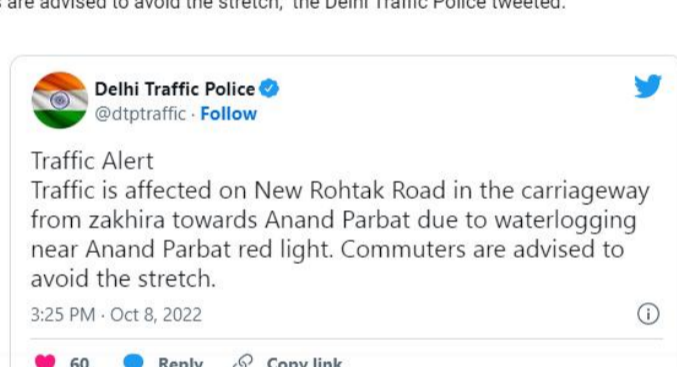 s are advised to avoid the stretch," the Delhi Traffic Police tweeted.
Delhi Traffic Police
@dtptraffic · Follow
Traffic Alert
Traffic is affected on New Rohtak Road in the carriageway
from zakhira towards Anand Parbat due to waterlogging
near Anand Parbat red light. Commuters are advised to
avoid the stretch.
3:25 PM · Oct 8, 2022
60 Reply Copy link